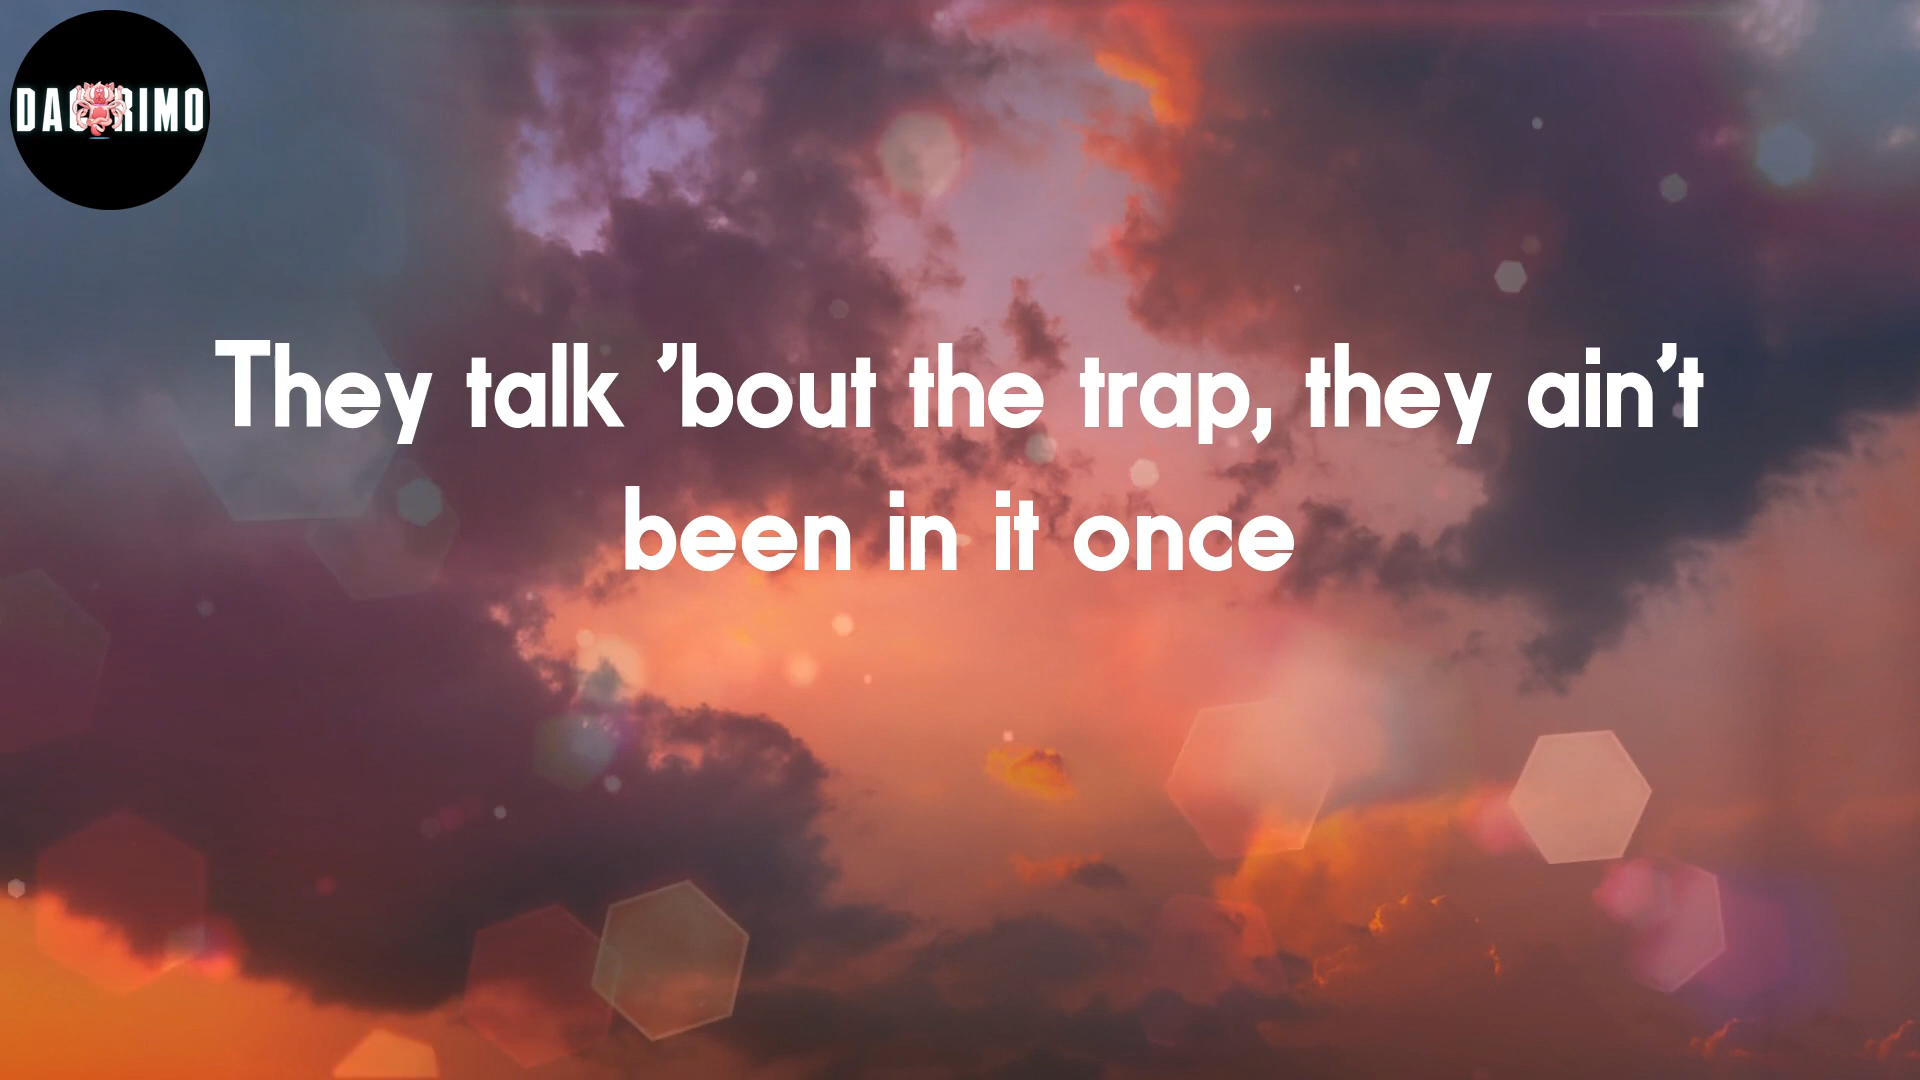 They talk ’bout the trap, they ain’t
been in it once